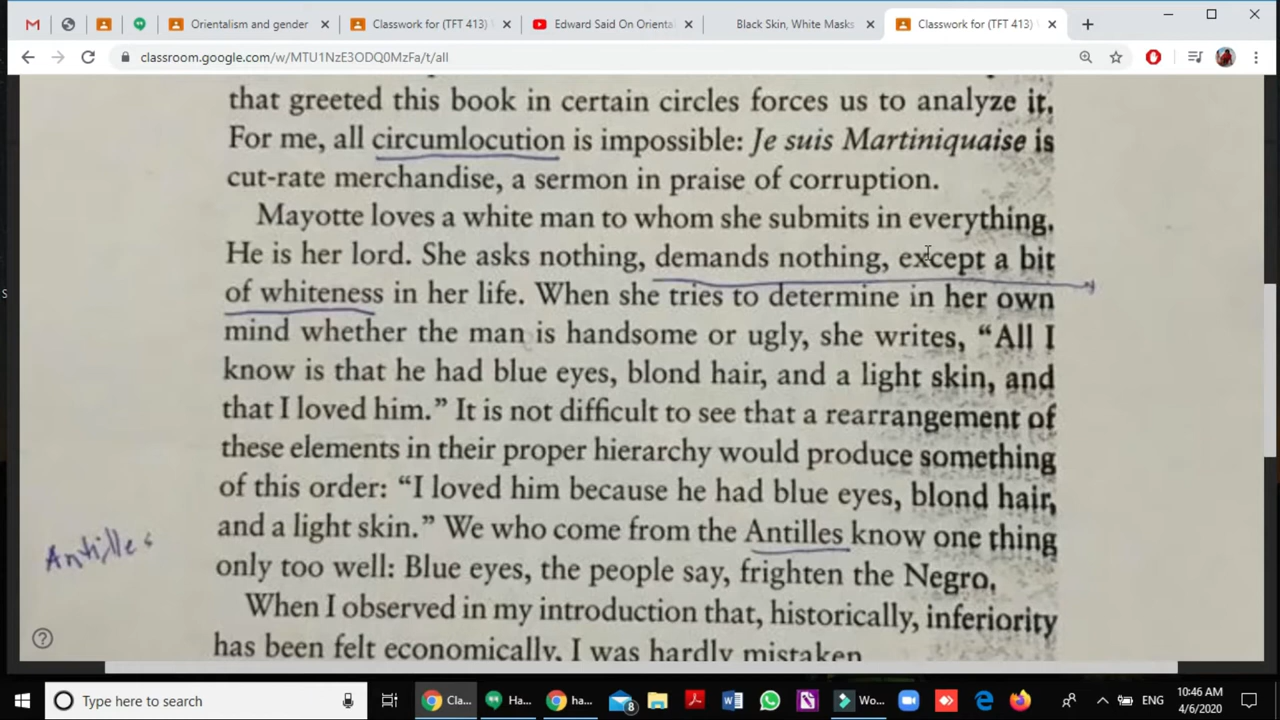 Orientalism and gender
Classwork for (TFT 413)
Edward Said On Orienta
Black Skin, White Masks
Classwork for (TFT 413)
classroom.google.com/w/MTU1NzE3ODQ0MzFa/t/all
that greeted this book in certain circles forces us to analyze it.
For me, all circumlocution is impossible: Je suis Martiniquaise is
cut-rate merchandise, a sermon in praise of corruption.
Mayotte loves a white man to whom she submits in everything.
He is her lord. She asks nothing, demands nothing, except a bit
of whiteness in her life. When she tries to determine in her own
mind whether the man is handsome or ugly, she writes, “All I
know is that he had blue eyes, blond hair, and a light skin, and
that I loved him.” It is not difficult to see that a rearrangement of
these elements in their proper hierarchy would produce something
of this order: “I loved him because he had blue eyes, blond hair,
and a light skin.” We who come from the Antilles know one thing
Antilles
only too well: Blue eyes, the people say, frighten the Negro.
When I observed in my introduction that, historically, inferiority
has been felt economically, I was hardly mistaken
Type here to search
Cla...
Ha...
ha...
8
Wo...
ENG
10:46 AM
4/6/2020